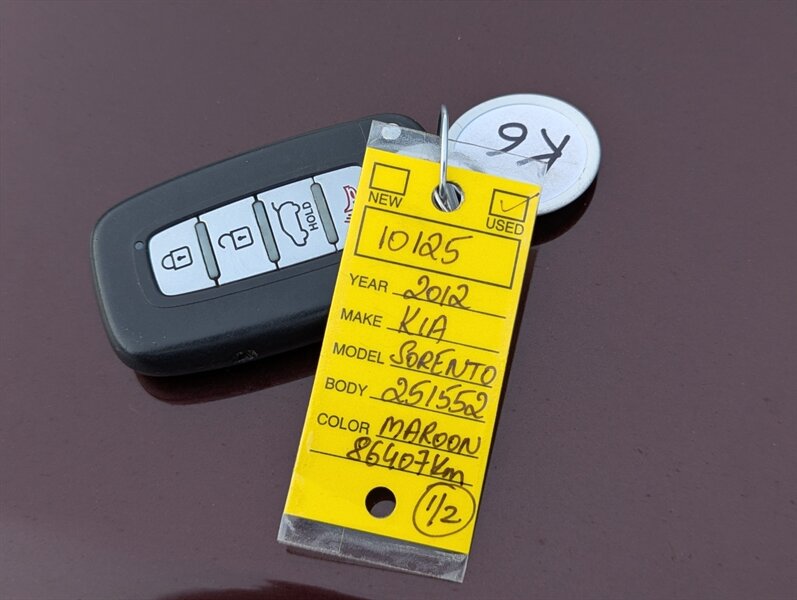 K6
HOLD
NEW
USED
10125
YEAR 2012
MAKE KIA
MODEL SORENTO
BODY 251552
COLOR MAROON
86407Km
1/2